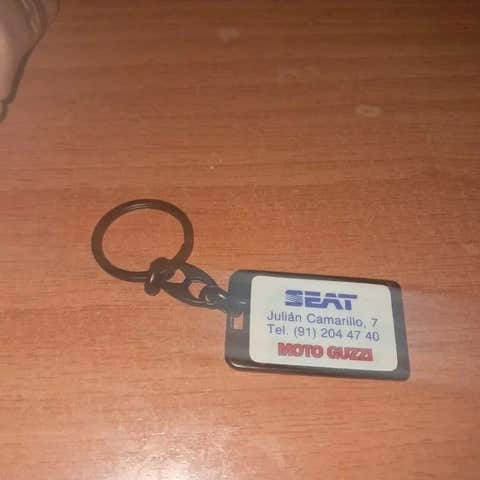 SEAT
Julián Camarillo, 7
Tel. (91) 204 47 40
MOTO GUZZI